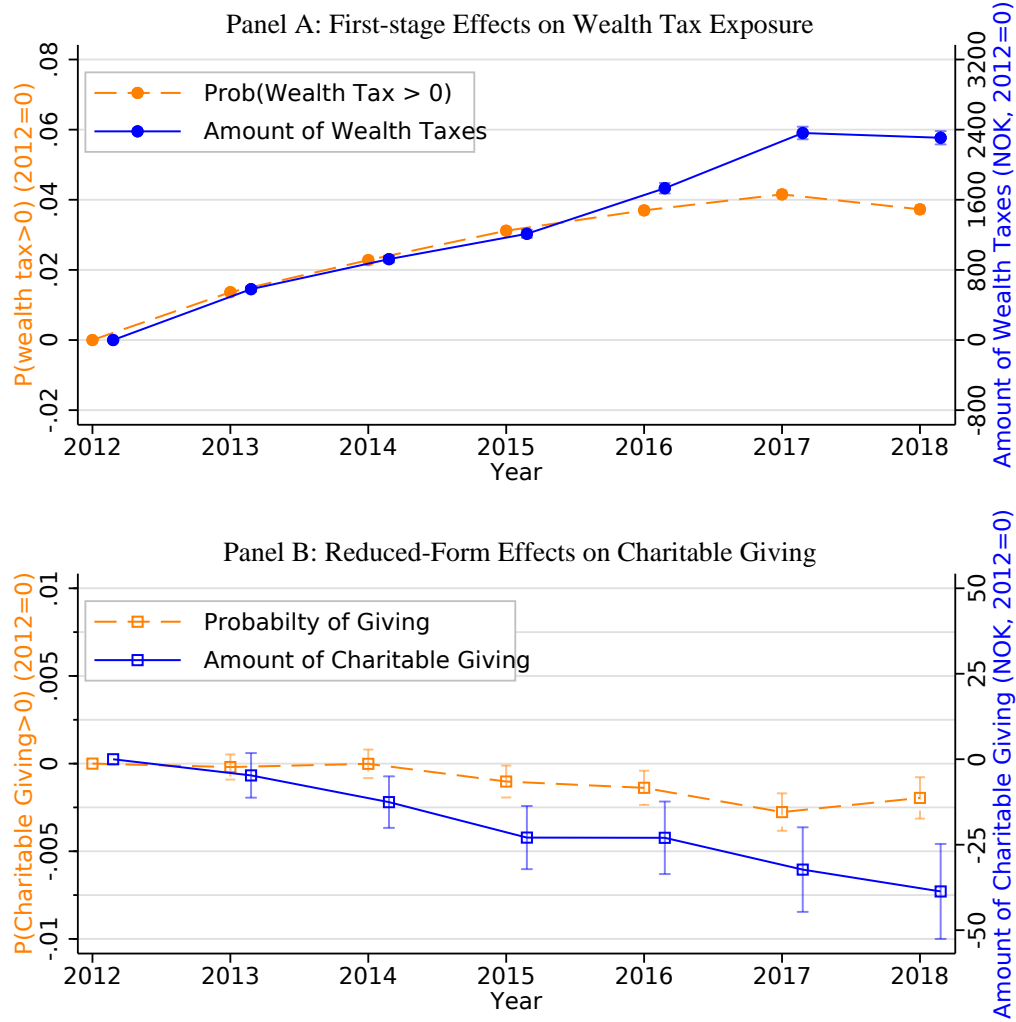 Panel A: First-stage Effects on Wealth Tax Exposure
P(wealth tax>0) (2012=0)
.08
.06
.04
.02
0
-.02
Prob(Wealth Tax > 0)
Amount of Wealth Taxes
3200
2400
1600
800
0
-800
Amount of Wealth Taxes (NOK, 2012=0)
2012 2013 2014 2015 2016 2017 2018
Year
Panel B: Reduced-Form Effects on Charitable Giving
P(Charitable Giving>0) (2012=0)
.01
.005
0
-.005
-.01
Probabilty of Giving
Amount of Charitable Giving
50
25
0
-25
-50
Amount of Charitable Giving (NOK, 2012=0)
2012 2013 2014 2015 2016 2017 2018
Year